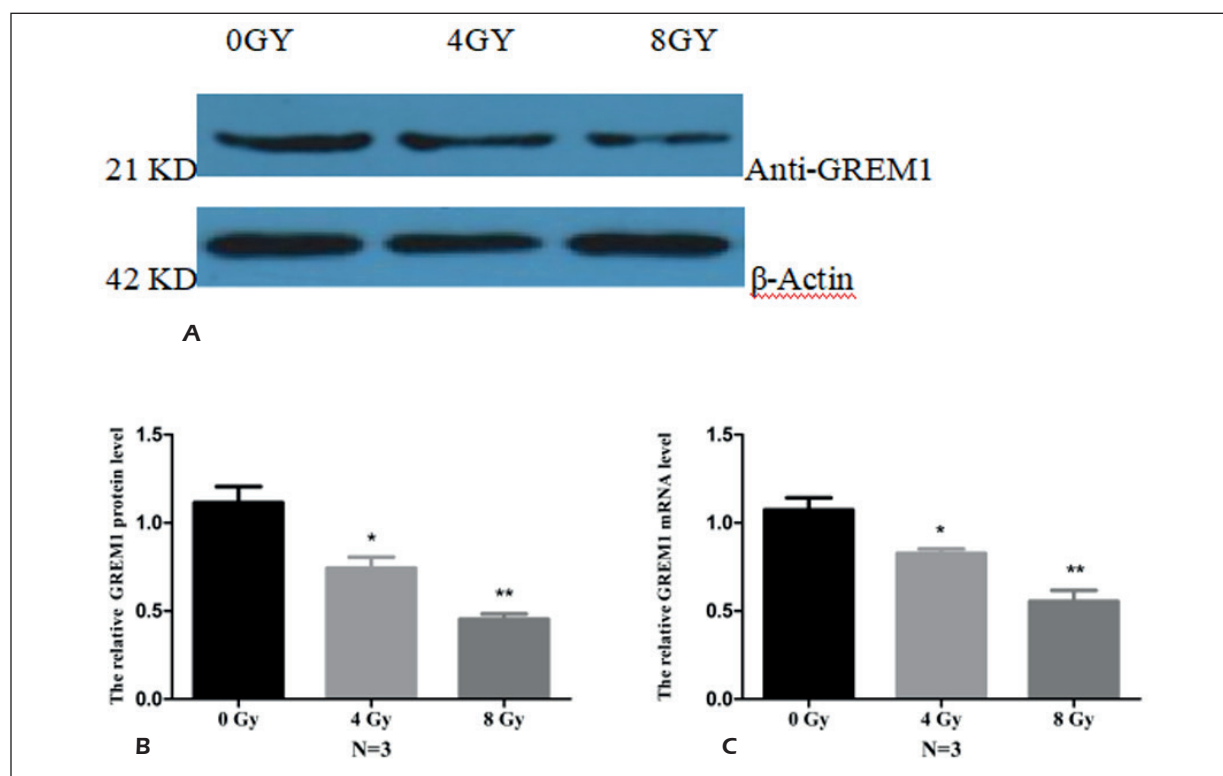 0GY 4GY 8GY
21 KD Anti-GREM1
42 KD β-Actin
A
The relative GREM1 protein level
1.5
1.0
0.5
0.0
*
**
0 Gy 4 Gy 8 Gy
N=3
B
The relative GREM1 mRNA level
1.5
1.0
0.5
0.0
*
**
0 Gy 4 Gy 8 Gy
N=3
C